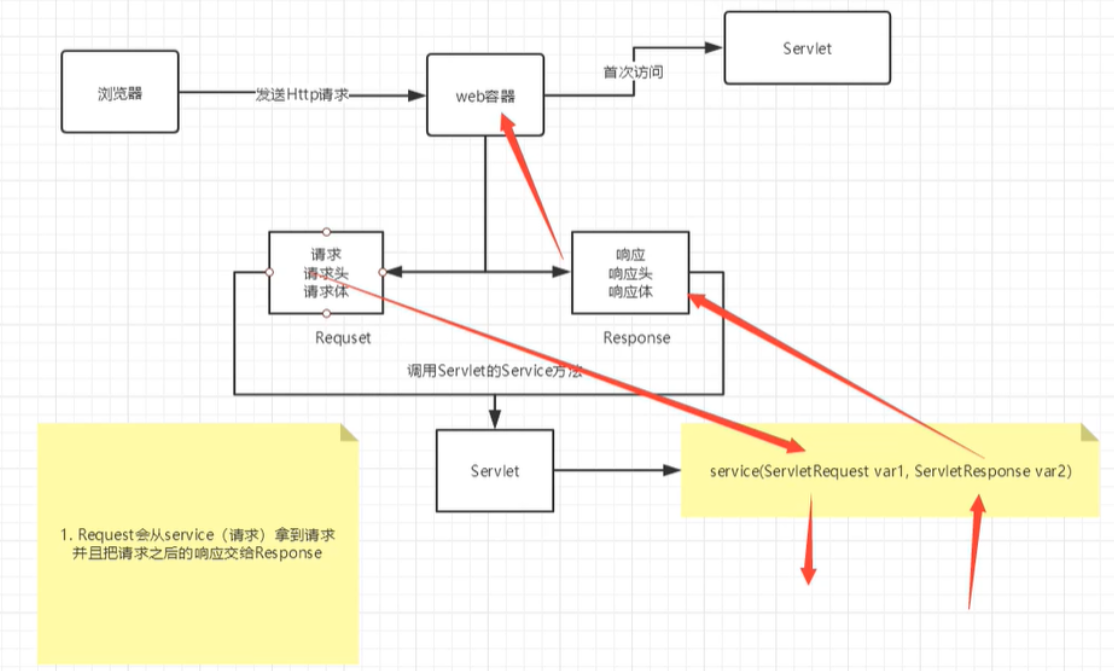 浏览器
发送Http请求
web容器
首次访问
Servlet
请求
请求头
请求体
Requset
响应
响应头
响应体
Response
调用Servlet的Service方法
Servlet
service(ServletRequest var1, ServletResponse var2)
1. Request会从service（请求）拿到请求
并且把请求之后的响应交给Response